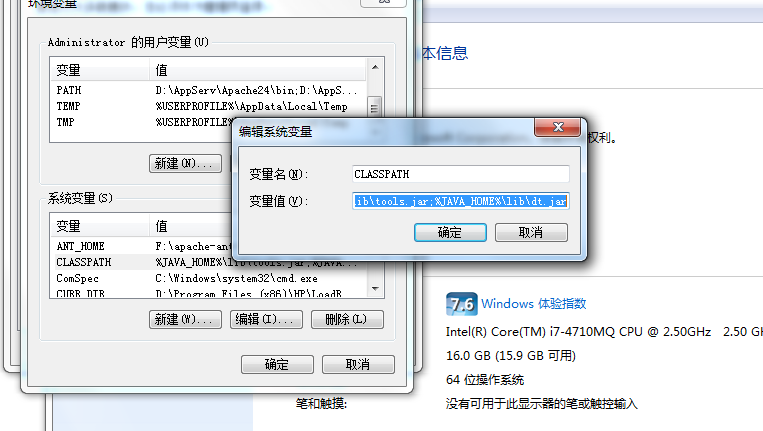 环境变量
Administrator 的用户变量(U)
变量 值
PATH D:\AppServ\Apache24\bin;D:\AppS...
TEMP %USERPROFILE%\AppData\Local\Temp
TMP
新建(N)...
系统变量(S)
变量 值
ANT_HOME F:\apache-ant
CLASSPATH %JAVA_HOME%\lib\tools.jar;%JAVA...
ComSpec C:\Windows\system32\cmd.exe
CURR_DIR D:\Program Files (x86)\HP\LoadR
新建(W)... 编辑(I)... 删除(L)
确定 取消
编辑系统变量
变量名(N): CLASSPATH
变量值(V): ib\tools.jar;%JAVA_HOME%\lib\dt.jar
确定 取消
本信息
权利。
7.6 Windows 体验指数
Intel(R) Core(TM) i7-4710MQ CPU @ 2.50GHz 2.50 G
16.0 GB (15.9 GB 可用)
64 位操作系统
笔和触摸: 没有可用于此显示器的笔或触控输入